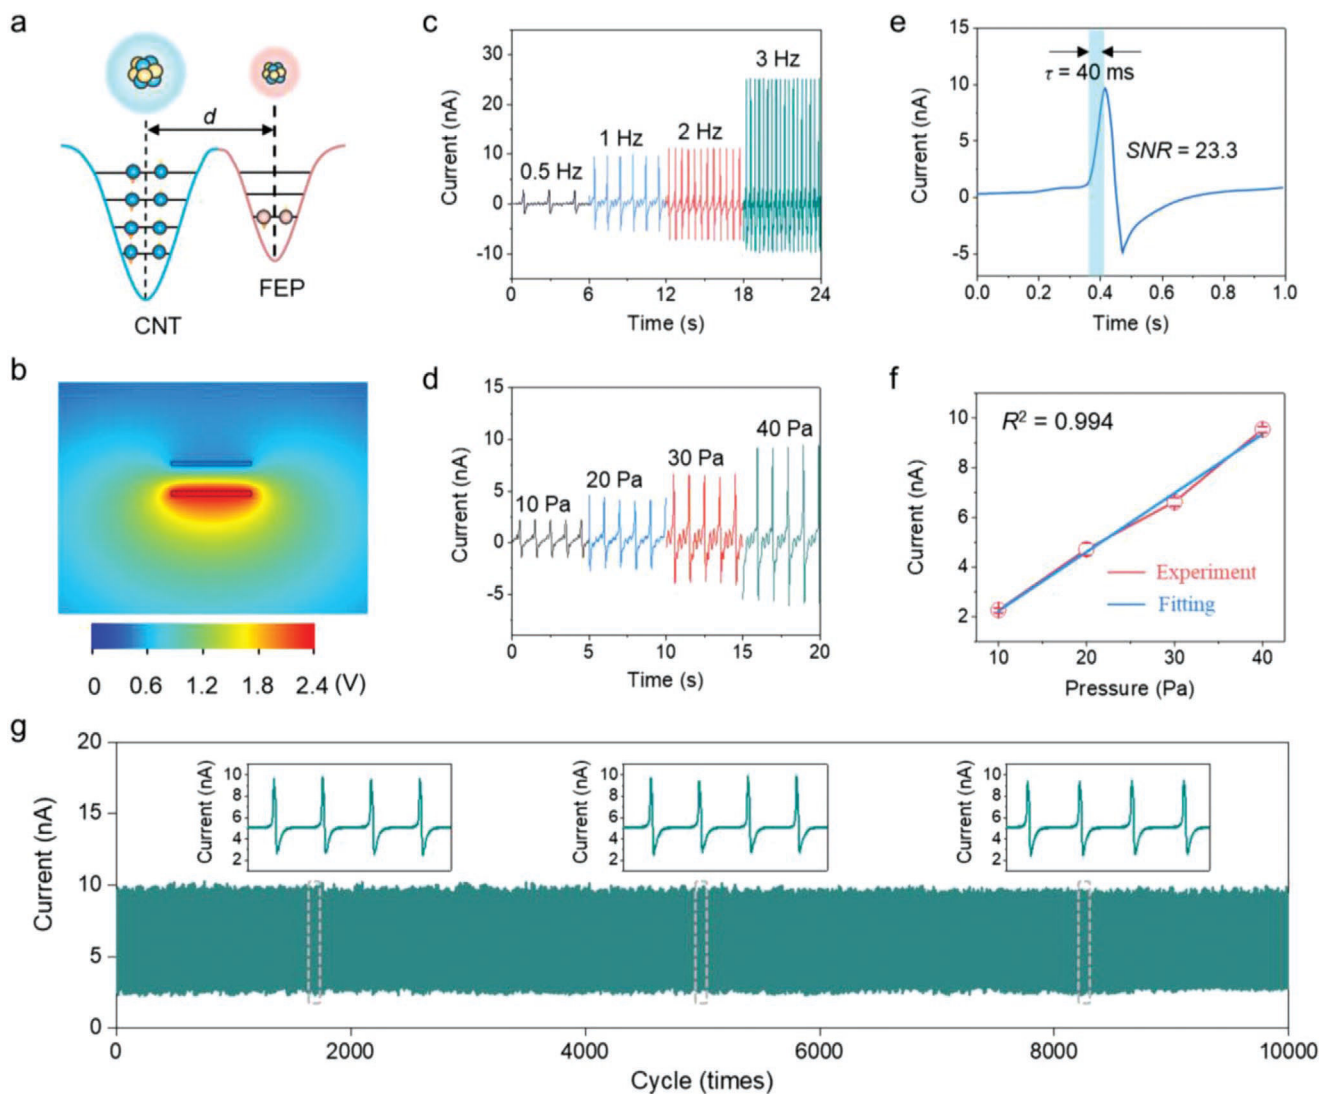 a
d
CNT
FEP
b
0 0.6 1.2 1.8 2.4 (V)
c
Current (nA)
30
20
10
0
-10
0.5 Hz
1 Hz
2 Hz
3 Hz
0 6 12 18 24
Time (s)
d
Current (nA)
15
10
5
0
-5
10 Pa
20 Pa
30 Pa
40 Pa
0 5 10 15 20
Time (s)
e
Current (nA)
15
10
5
0
-5
τ = 40 ms
SNR = 23.3
0.0 0.2 0.4 0.6 0.8 1.0
Time (s)
f
Current (nA)
10
8
6
4
2
R² = 0.994
Experiment
Fitting
10 20 30 40
Pressure (Pa)
g
Current (nA)
20
15
10
5
0
Current (nA)
10
8
6
4
2
Current (nA)
10
8
6
4
2
Current (nA)
10
8
6
4
2
0 2000 4000 6000 8000 10000
Cycle (times)